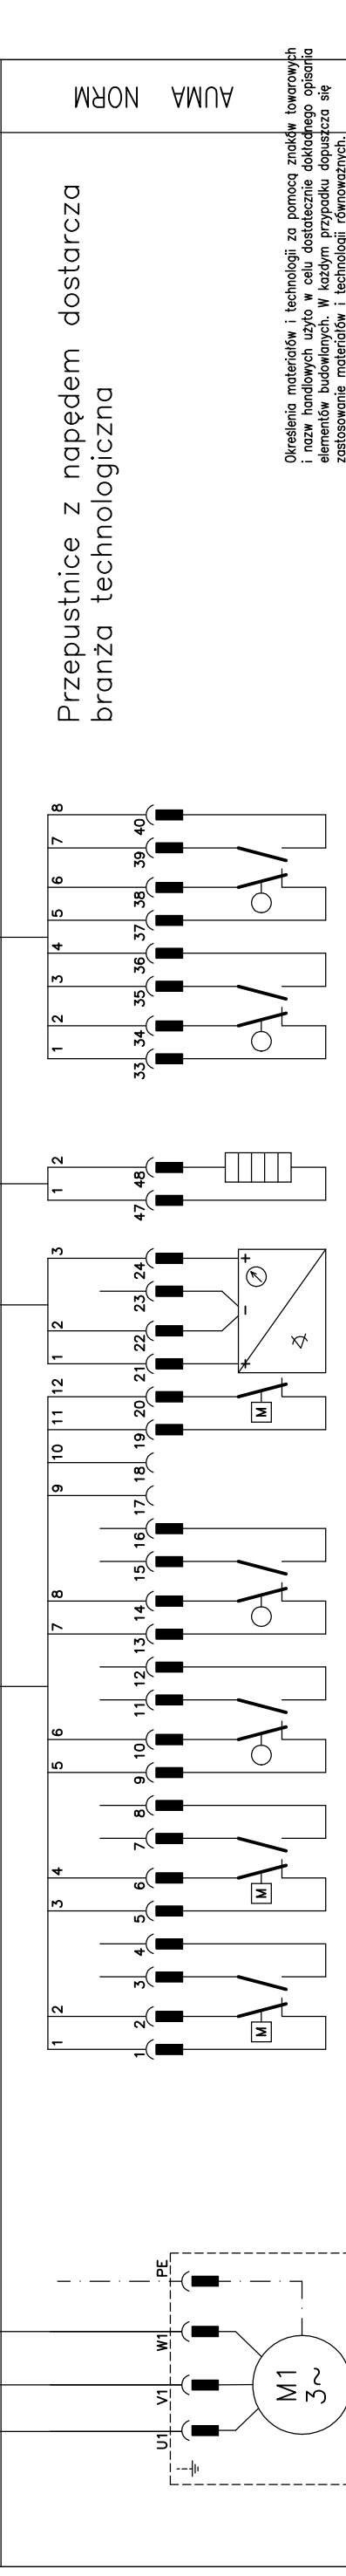 NORM AUMA
Przepustnice z napędem dostarcza
branża technologiczna
Określenia materiałów i technologii za pomocą znaków towarowych
i nazw handlowych użyto w celu dostatecznie dokładnego opisania
elementów budowlanych. W każdym przypadku dopuszcza się
zastosowanie materiałów i technologii równoważnych.
1 2 3 4 5 6 7 8 9 10 11 12 1 2 3 1 2 1 2 3 4 5 6 7 8
U1 V1 W1 PE 1 2 3 4 5 6 7 8 9 10 11 12 13 14 15 16 17 18 19 20 21 22 23 24 47 48 33 34 35 36 37 38 39 40
M M M
+ - +
M1
3~